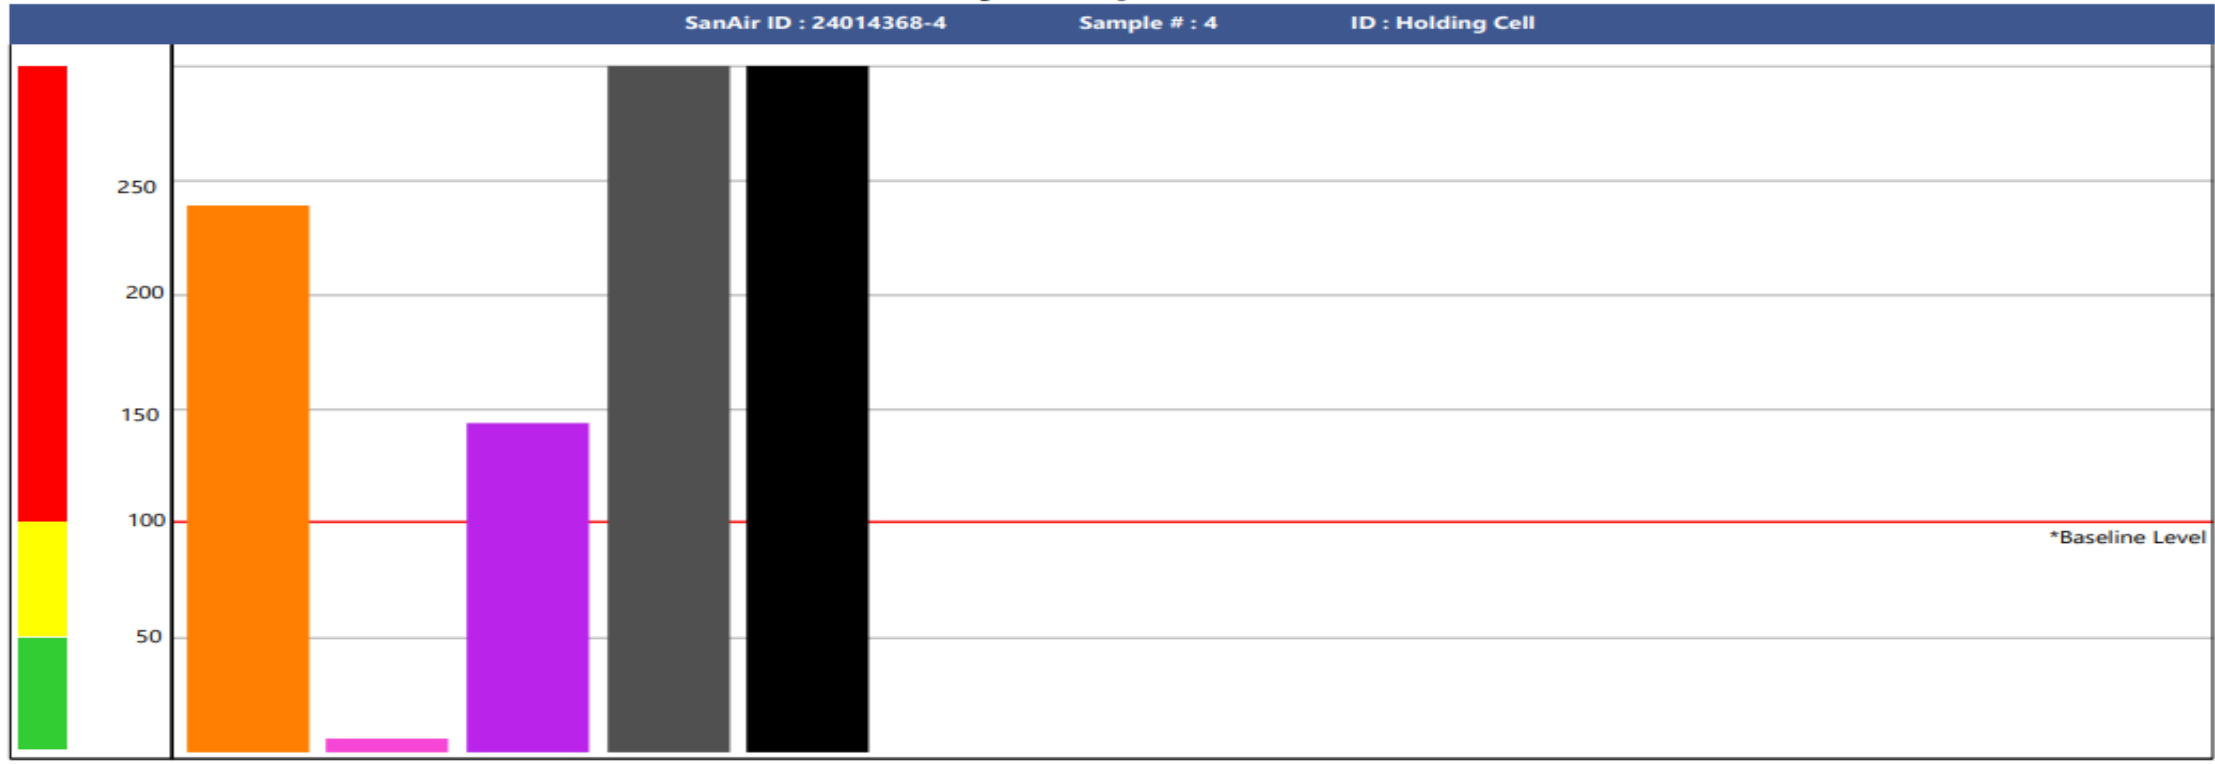 SanAir ID : 24014368-4 Sample # : 4 ID : Holding Cell
250
200
150
100
*Baseline Level
50